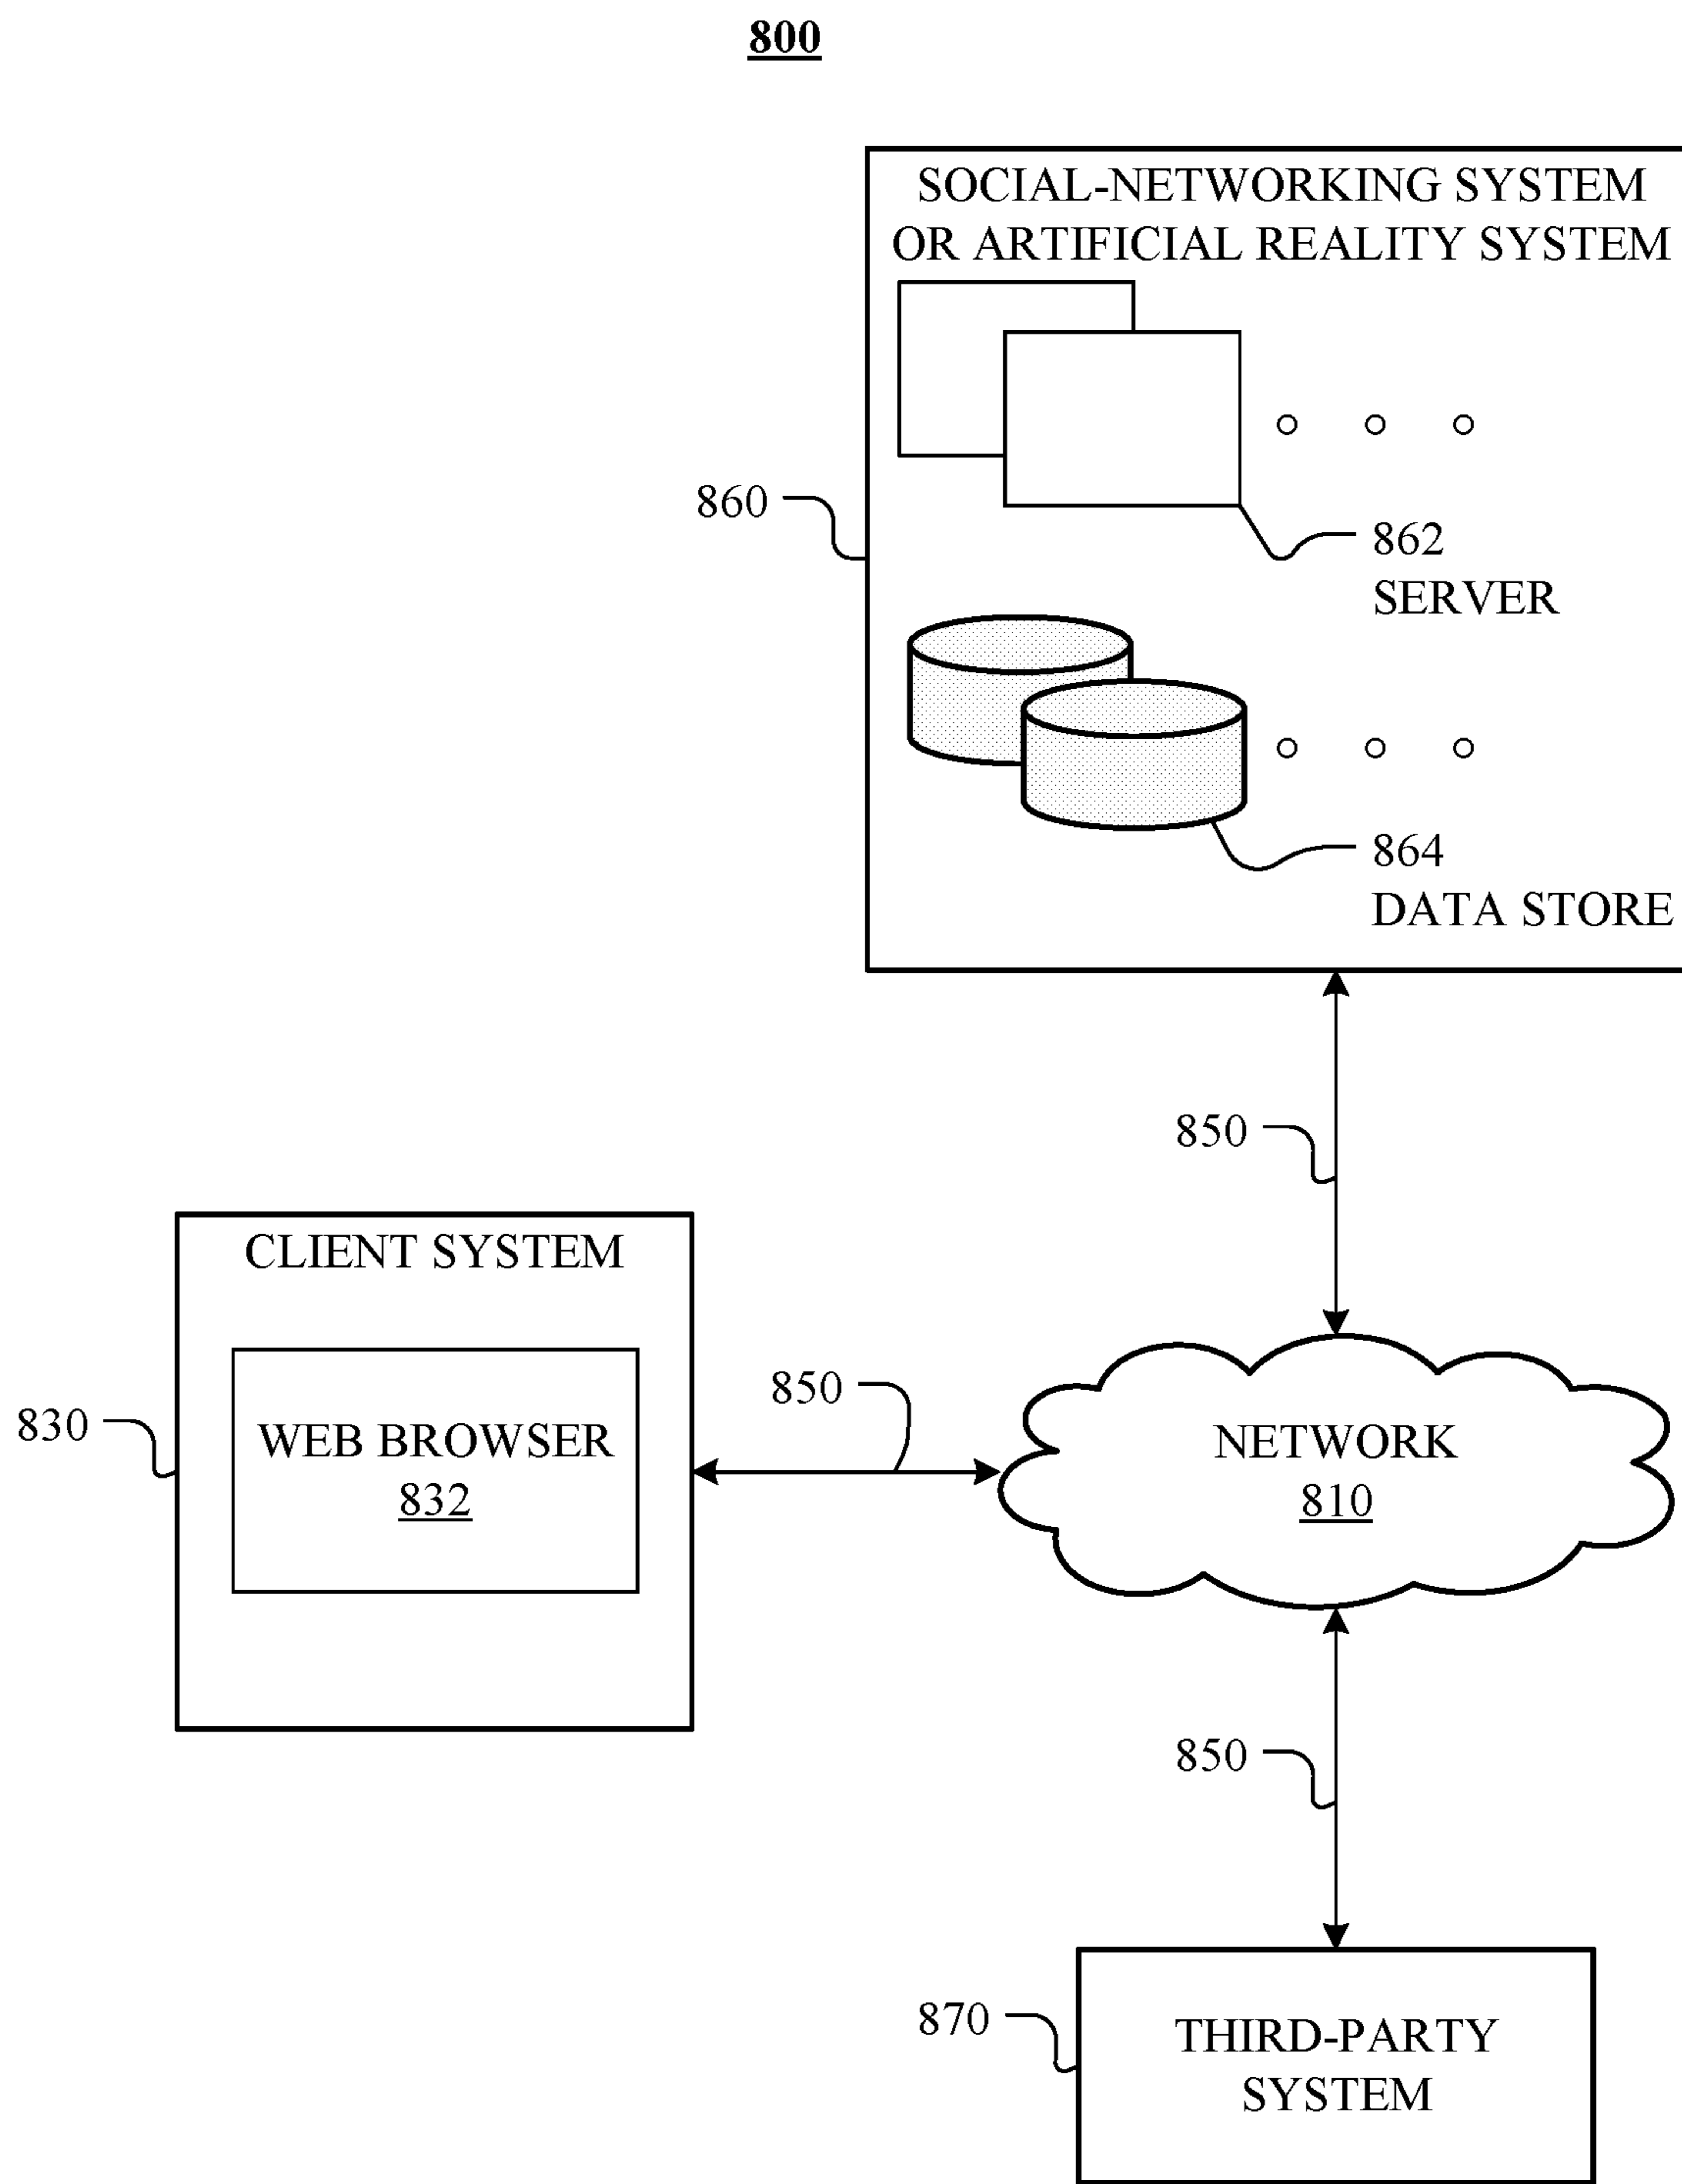 800
SOCIAL-NETWORKING SYSTEM
OR ARTIFICIAL REALITY SYSTEM
860
862
SERVER
864
DATA STORE
850
CLIENT SYSTEM
830
WEB BROWSER
832
850
NETWORK
810
850
870
THIRD-PARTY
SYSTEM